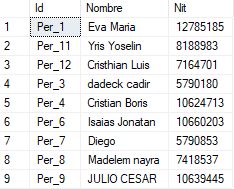 Id Nombre Nit
1 Per_1 Eva Maria 12785185
2 Per_11 Yris Yoselin 8188983
3 Per_12 Cristhian Luis 7164701
4 Per_3 dadeck cadir 5790180
5 Per_4 Cristian Boris 10624713
6 Per_6 Isaias Jonatan 10660203
7 Per_7 Diego 5790853
8 Per_8 Madelem nayra 7418537
9 Per_9 JULIO CESAR 10639445